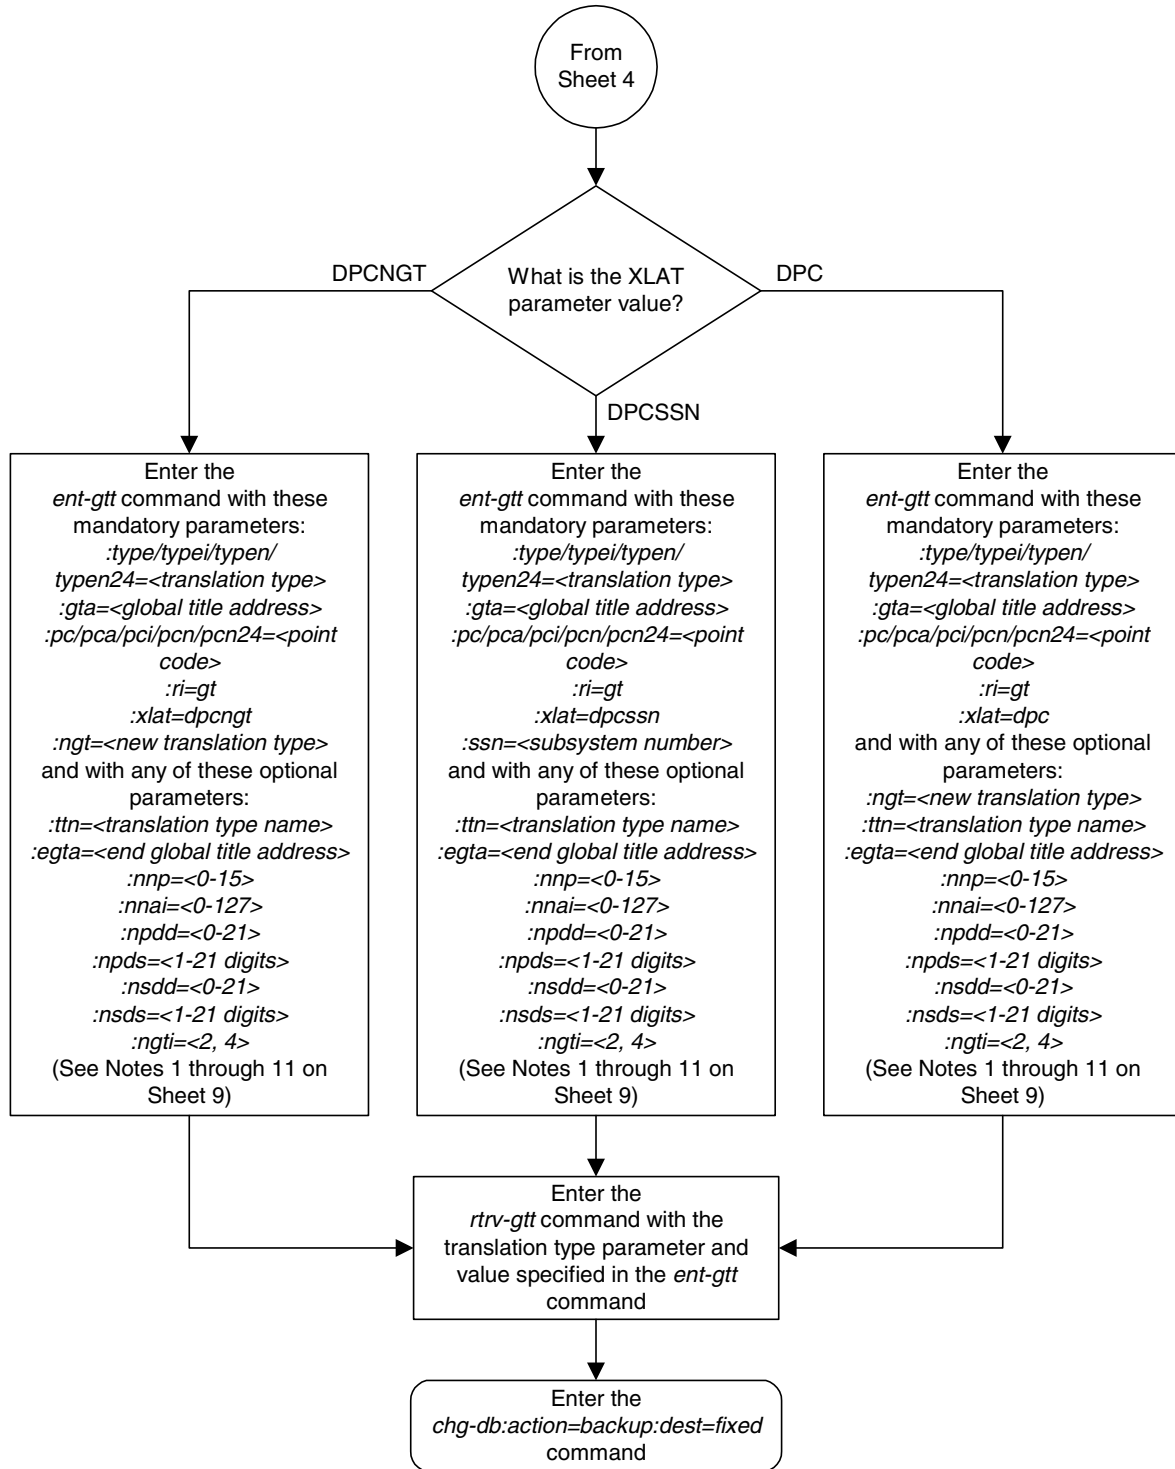 From
Sheet 4
What is the XLAT
parameter value?
DPCNGT
DPC
DPCSSN
Enter the
ent-gtt command with these
mandatory parameters:
:type/typei/typen/
typen24=<translation type>
:gta=<global title address>
:pc/pca/pci/pcn/pcn24=<point
code>
:ri=gt
:xlat=dpcngt
:ngt=<new translation type>
and with any of these optional
parameters:
:ttn=<translation type name>
:egta=<end global title address>
:nnp=<0-15>
:nnai=<0-127>
:npdd=<0-21>
:npds=<1-21 digits>
:nsdd=<0-21>
:nsds=<1-21 digits>
:ngti=<2, 4>
(See Notes 1 through 11 on
Sheet 9)
Enter the
ent-gtt command with these
mandatory parameters:
:type/typei/typen/
typen24=<translation type>
:gta=<global title address>
:pc/pca/pci/pcn/pcn24=<point
code>
:ri=gt
:xlat=dpcssn
:ssn=<subsystem number>
and with any of these optional
parameters:
:ttn=<translation type name>
:egta=<end global title address>
:nnp=<0-15>
:nnai=<0-127>
:npdd=<0-21>
:npds=<1-21 digits>
:nsdd=<0-21>
:nsds=<1-21 digits>
:ngti=<2, 4>
(See Notes 1 through 11 on
Sheet 9)
Enter the
ent-gtt command with these
mandatory parameters:
:type/typei/typen/
typen24=<translation type>
:gta=<global title address>
:pc/pca/pci/pcn/pcn24=<point
code>
:ri=gt
:xlat=dpc
and with any of these optional
parameters:
:ngt=<new translation type>
:ttn=<translation type name>
:egta=<end global title address>
:nnp=<0-15>
:nnai=<0-127>
:npdd=<0-21>
:npds=<1-21 digits>
:nsdd=<0-21>
:nsds=<1-21 digits>
:ngti=<2, 4>
(See Notes 1 through 11 on
Sheet 9)
Enter the
rtrv-gtt command with the
translation type parameter and
value specified in the ent-gtt
command
Enter the
chg-db:action=backup:dest=fixed
command